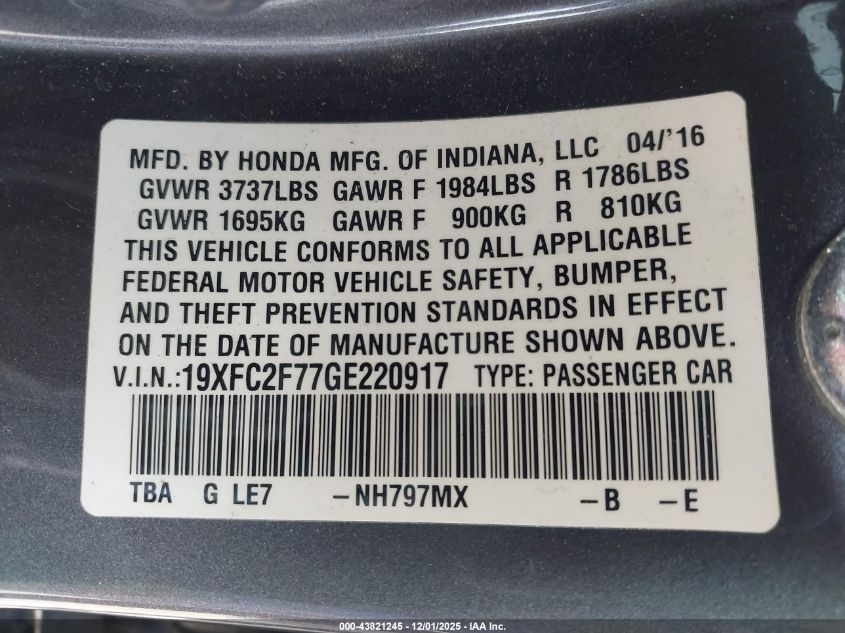 MFD. BY HONDA MFG. OF INDIANA, LLC 04/'16
GVWR 3737LBS GAWR F 1984LBS R 1786LBS
GVWR 1695KG GAWR F 900KG R 810KG
THIS VEHICLE CONFORMS TO ALL APPLICABLE
FEDERAL MOTOR VEHICLE SAFETY, BUMPER,
AND THEFT PREVENTION STANDARDS IN EFFECT
ON THE DATE OF MANUFACTURE SHOWN ABOVE.
V.I.N.:19XFC2F77GE220917 TYPE: PASSENGER CAR
TBA G LE7 –NH797MX –B –E
000-43821245 - 12/01/2025 - IAA Inc.